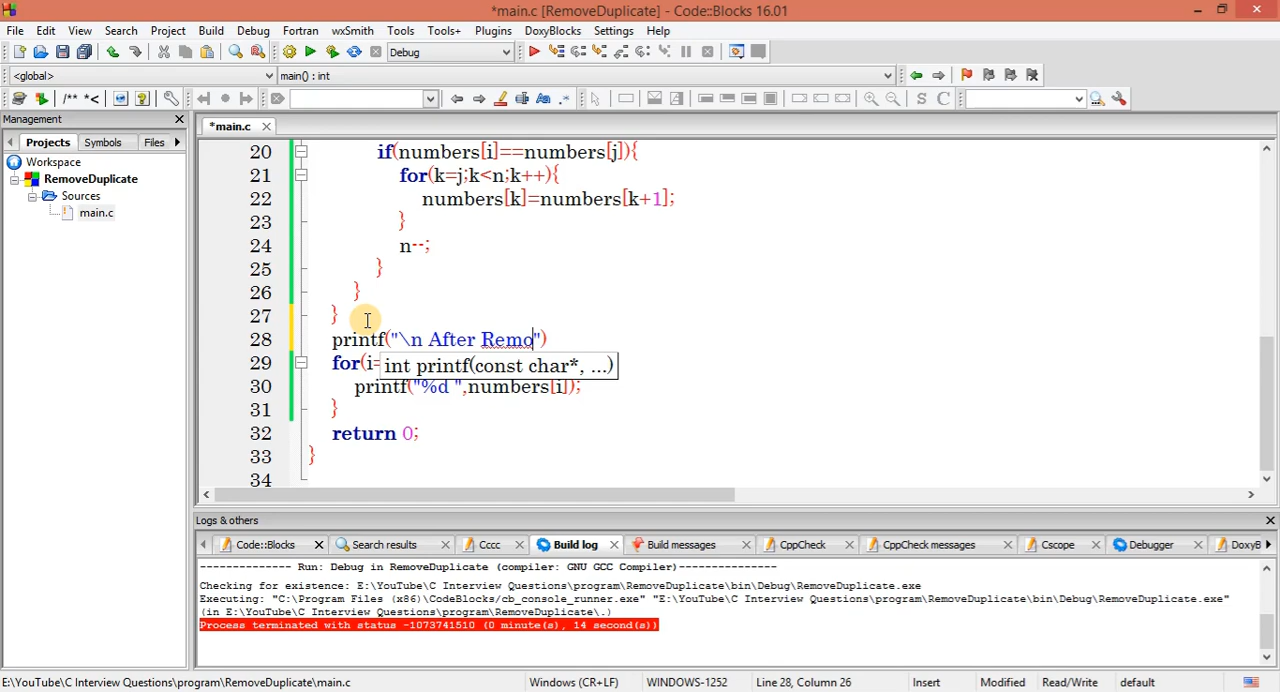 *main.c [RemoveDuplicate] - Code::Blocks 16.01
File Edit View Search Project Build Debug Fortran wxSmith Tools Tools+ Plugins DoxyBlocks Settings Help
Debug
<global> main() : int
/** *<
S C
Management
*main.c
Projects Symbols Files
Workspace
RemoveDuplicate
Sources
main.c
20 if(numbers[i]==numbers[j]){
21 for(k=j;k<n;k++){
22 numbers[k]=numbers[k+1];
23 }
24 n--;
25 }
26 }
27 }
28 printf("\n After Remo")
29 for(i= int printf(const char*, ...)
30 printf("%d ",numbers[i]);
31 }
32 return 0;
33 }
34
Logs & others
Code::Blocks Search results Cccc Build log Build messages CppCheck CppCheck messages Cscope Debugger DoxyB
-------------- Run: Debug in RemoveDuplicate (compiler: GNU GCC Compiler)---------------
Checking for existence: E:\YouTube\C Interview Questions\program\RemoveDuplicate\bin\Debug\RemoveDuplicate.exe
Executing: "C:\Program Files (x86)\CodeBlocks/cb_console_runner.exe" "E:\YouTube\C Interview Questions\program\RemoveDuplicate\bin\Debug\RemoveDuplicate.exe"
(in E:\YouTube\C Interview Questions\program\RemoveDuplicate\.)
Process terminated with status -1073741510 (0 minute(s), 14 second(s))
E:\YouTube\C Interview Questions\program\RemoveDuplicate\main.c Windows (CR+LF) WINDOWS-1252 Line 28, Column 26 Insert Modified Read/Write default